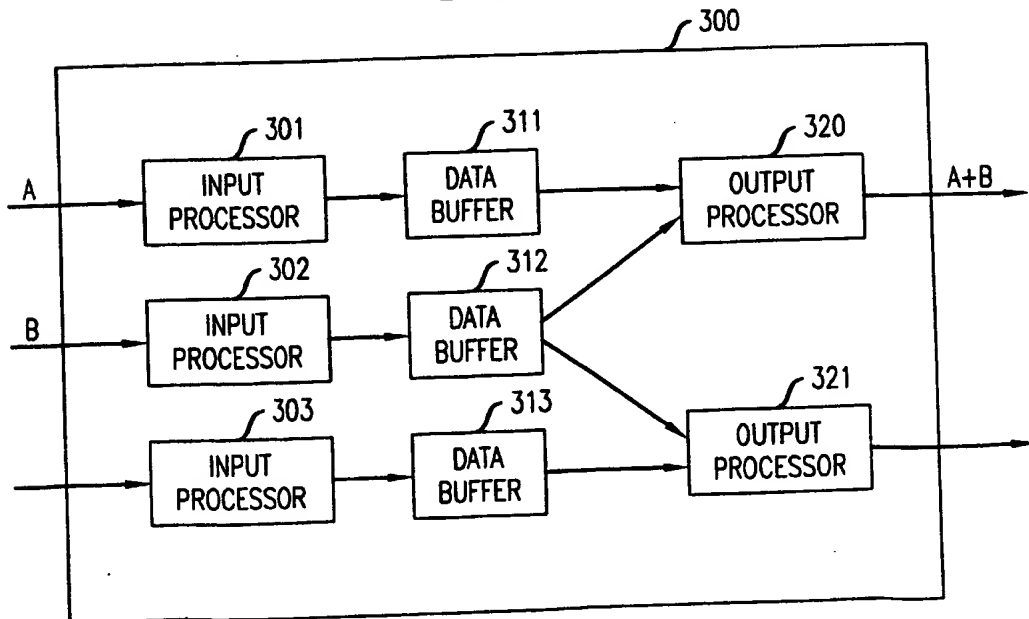 300
301
311
320
A
INPUT
PROCESSOR
DATA
BUFFER
OUTPUT
PROCESSOR
A+B
302
312
B
INPUT
PROCESSOR
DATA
BUFFER
303
313
321
INPUT
PROCESSOR
DATA
BUFFER
OUTPUT
PROCESSOR